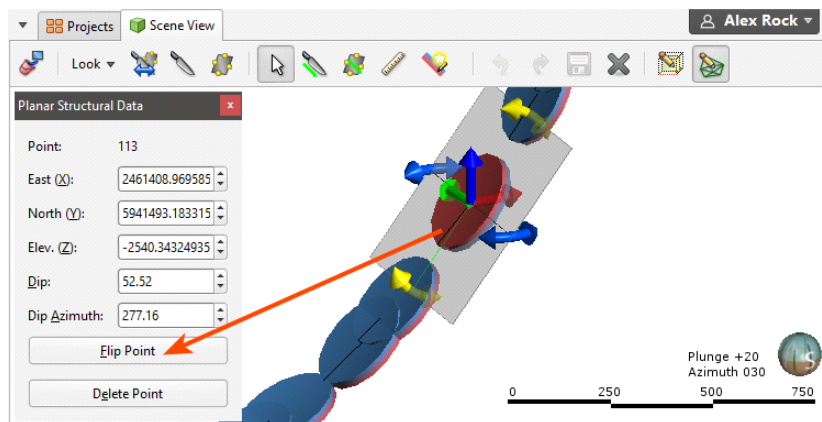 Projects
Scene View
Alex Rock
Look
Planar Structural Data
x
Point: 113
East (X): 2461408.969585
North (Y): 5941493.183315
Elev. (Z): -2540.34324935
Dip: 52.52
Dip Azimuth: 277.16
Flip Point
Delete Point
Plunge +20
Azimuth 030
S
0 250 500 750